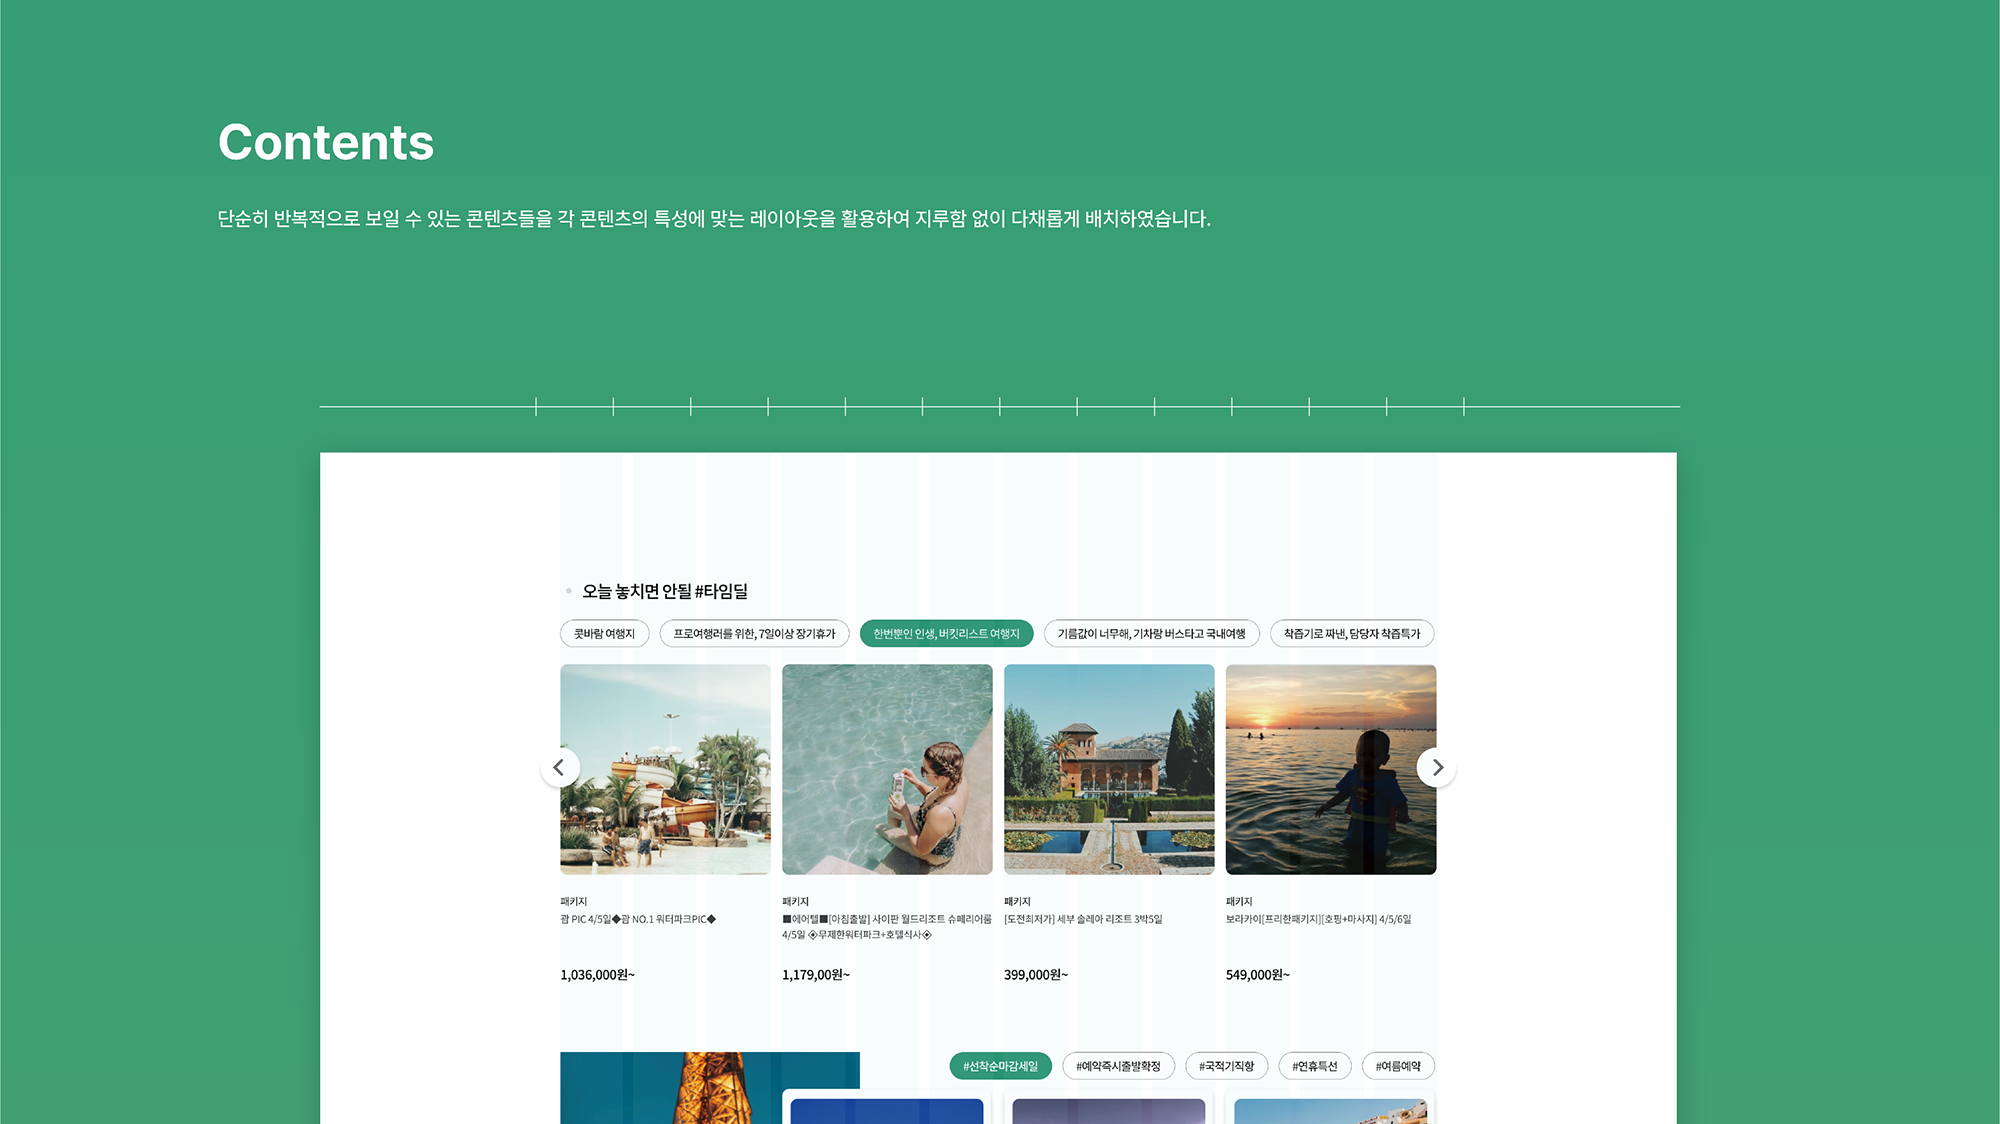 Contents
단순히 반복적으로 보일 수 있는 콘텐츠들을 각 콘텐츠의 특성에 맞는 레이아웃을 활용하여 지루함 없이 다채롭게 배치하였습니다.
오늘 놓치면 안될 #타임딜
콧바람 여행지
프로여행러를 위한, 7일이상 장기휴가
한번뿐인 인생, 버킷리스트 여행지
기름값이 너무해, 기차랑 버스타고 국내여행
착즙기로 짜낸, 담당자 착즙특가
패키지
괌 PIC 4/5일◆괌 NO.1 워터파크PIC◆
1,036,000원~
패키지
■에어텔■[아침출발] 사이판 월드리조트 슈페리어룸
4/5일 ◈무제한워터파크+호텔식사◈
1,179,00원~
패키지
[도전최저가] 세부 솔레아 리조트 3박5일
399,000원~
패키지
보라카이[프리한패키지][호핑+마사지] 4/5/6일
549,000원~
#선착순마감세일
#예약즉시출발확정
#국적기직항
#연휴특선
#여름예약